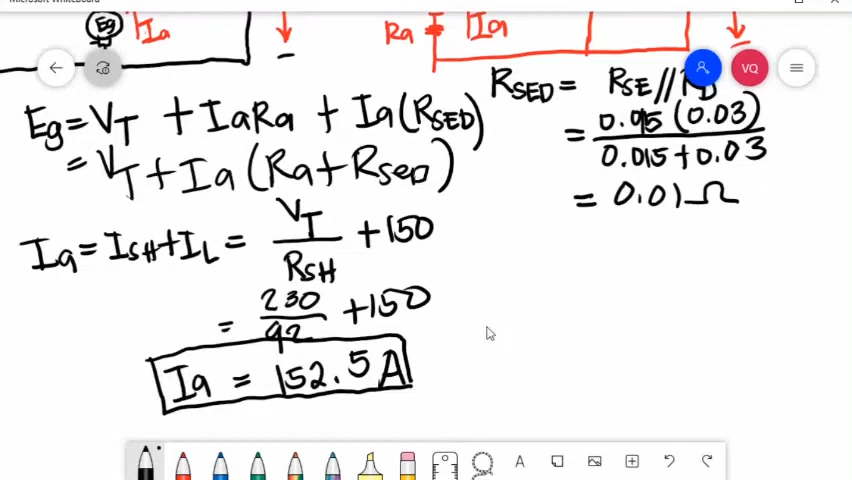 Microsoft Whiteboard
Eg
Ia
Ra
Ia
VQ
Eg = VT + IaRa + Ia(RSED)
= VT + Ia (Ra + RSED)
Ia = ISH + IL = VT / RSH + 150
= 230 / 92 + 150
Ia = 152.5 A
RSED = RSE // RD
= 0.015 (0.03) / 0.015 + 0.03
= 0.01 Ω
A